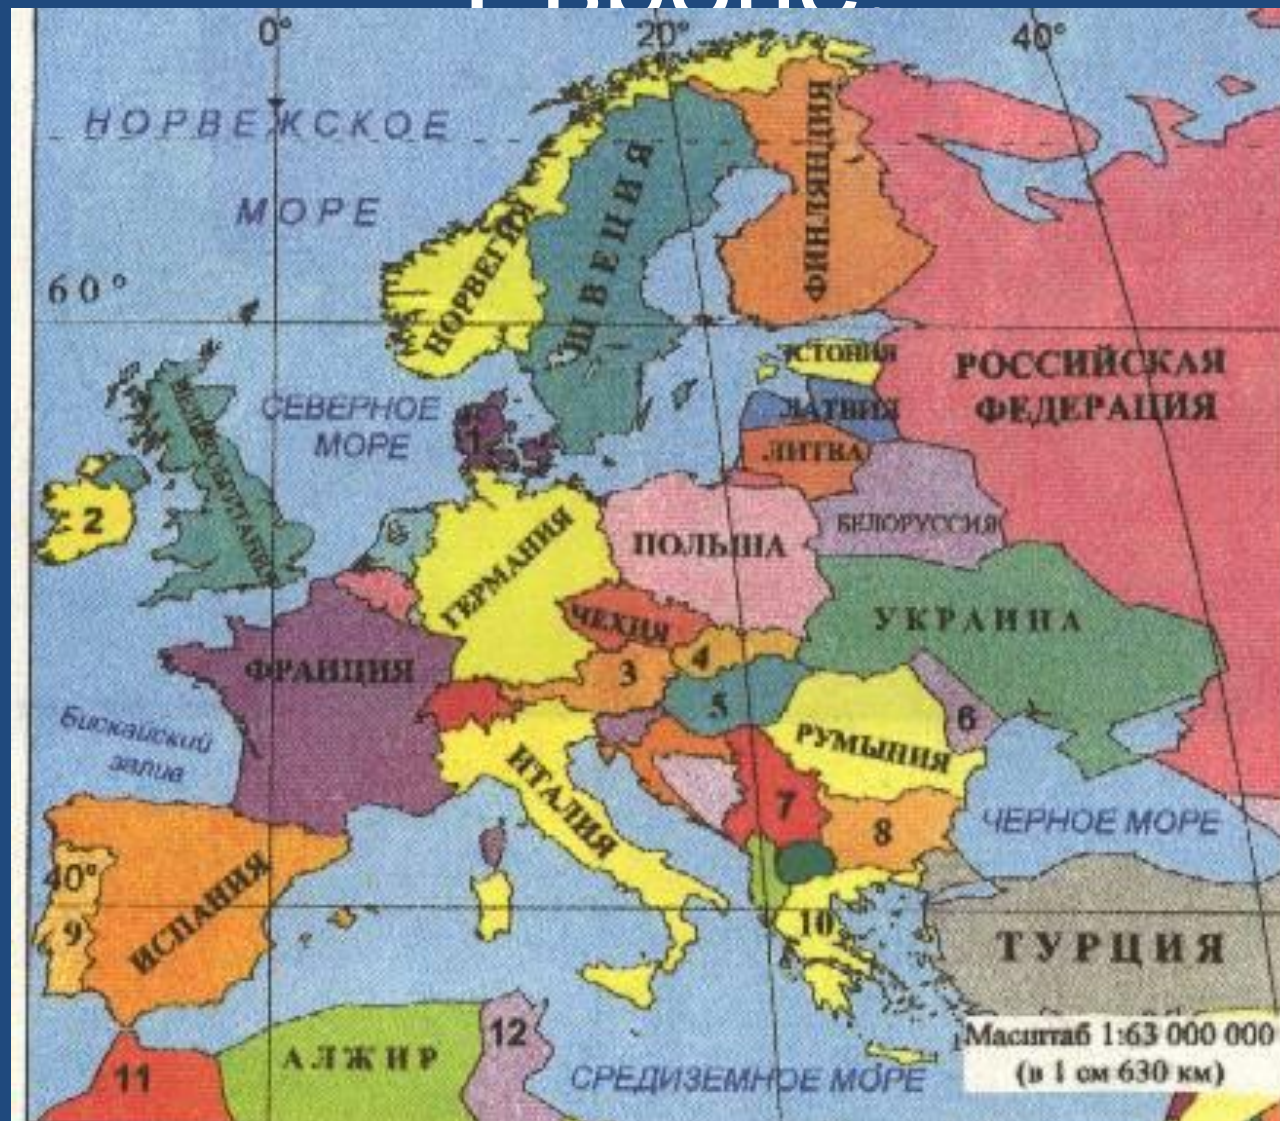 0°
20°
40°
НОРВЕЖСКОЕ
МОРЕ
60°
НОРВЕГИЯ
ШВЕЦИЯ
ФИНЛЯНДИЯ
ЭСТОНИЯ
ЛАТВИЯ
ЛИТВА
РОССИЙСКАЯ
ФЕДЕРАЦИЯ
СЕВЕРНОЕ
МОРЕ
ВЕЛИКОБРИТАНИЯ
1
2
ГЕРМАНИЯ
ПОЛЬША
БЕЛОРУССИЯ
УКРАИНА
ЧЕХИЯ
ФРАНЦИЯ
3
4
5
6
Бискайский
залив
ИТАЛИЯ
РУМЫНИЯ
7
8
ЧЕРНОЕ МОРЕ
40°
ИСПАНИЯ
9
10
ТУРЦИЯ
11
АЛЖИР
12
СРЕДИЗЕМНОЕ МОРЕ
Масштаб 1:63 000 000
(в 1 см 630 км)